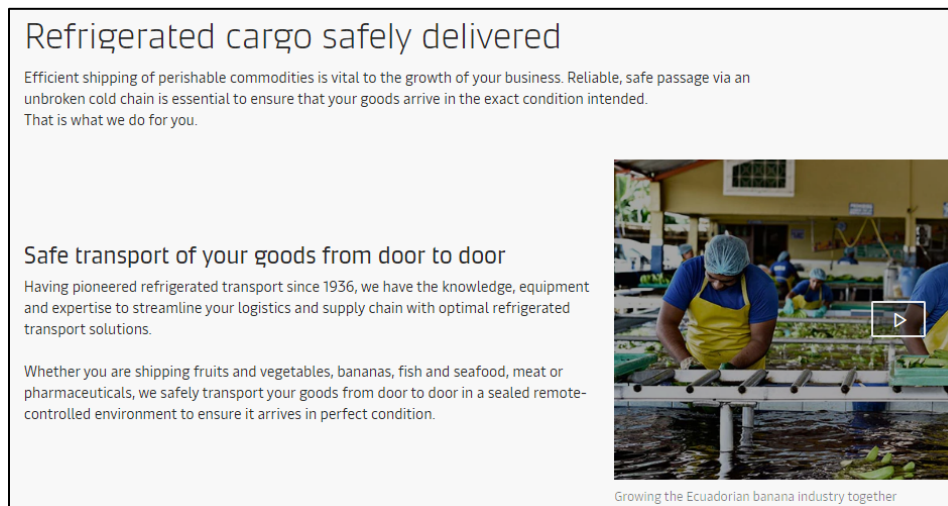 Refrigerated cargo safely delivered
Efficient shipping of perishable commodities is vital to the growth of your business. Reliable, safe passage via an
unbroken cold chain is essential to ensure that your goods arrive in the exact condition intended.
That is what we do for you.
Safe transport of your goods from door to door
Having pioneered refrigerated transport since 1936, we have the knowledge, equipment
and expertise to streamline your logistics and supply chain with optimal refrigerated
transport solutions.
Whether you are shipping fruits and vegetables, bananas, fish and seafood, meat or
pharmaceuticals, we safely transport your goods from door to door in a sealed remote-
controlled environment to ensure it arrives in perfect condition.
Growing the Ecuadorian banana industry together